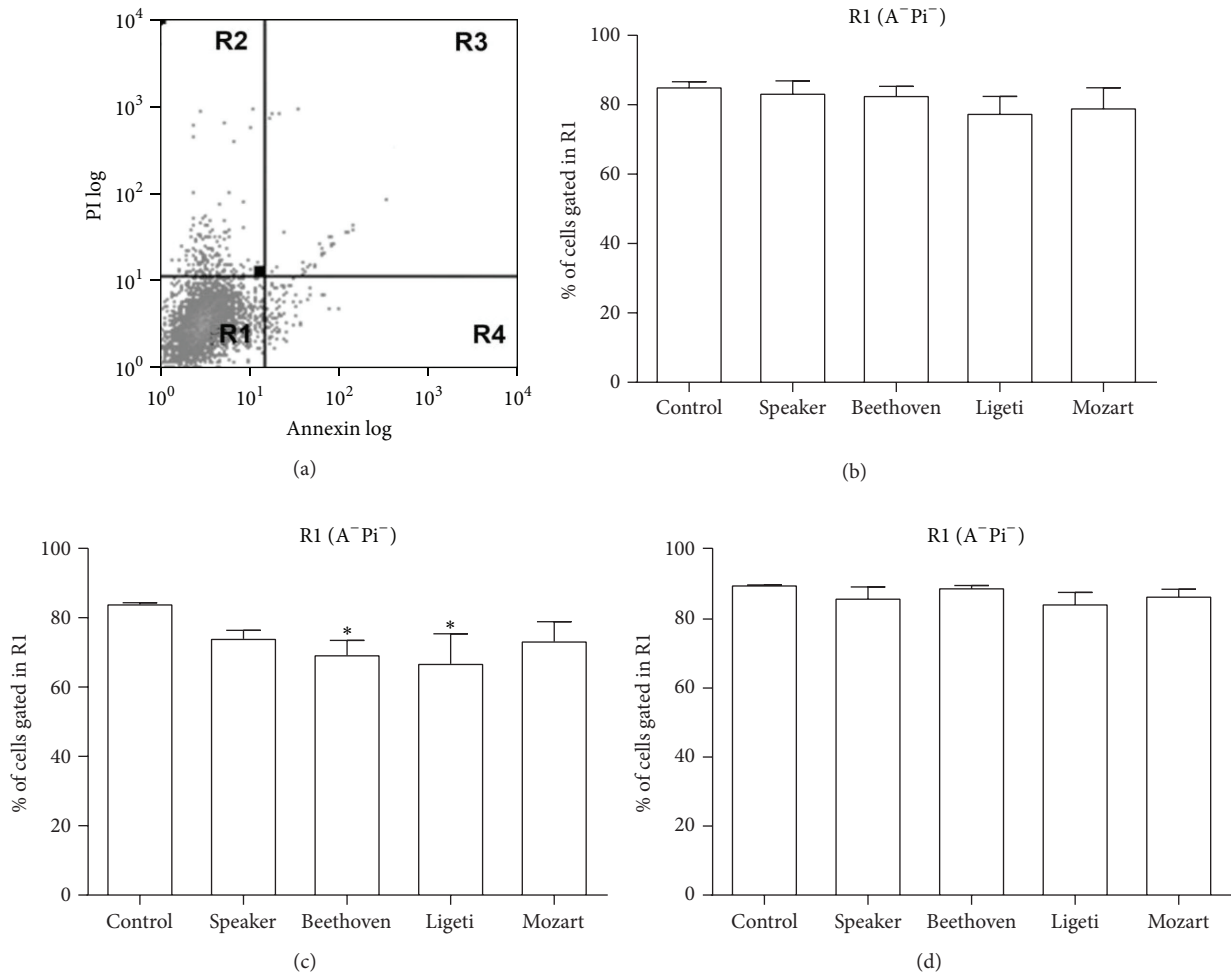 R2
R3
R1
R4
10⁴
10³
10²
10¹
10⁰
PI log
10⁰ 10¹ 10² 10³ 10⁴
Annexin log
(a)
R1 (A⁻Pi⁻)
100
80
60
40
20
0
% of cells gated in R1
Control Speaker Beethoven Ligeti Mozart
(b)
R1 (A⁻Pi⁻)
100
80
60
40
20
0
% of cells gated in R1
* *
Control Speaker Beethoven Ligeti Mozart
(c)
R1 (A⁻Pi⁻)
100
80
60
40
20
0
% of cells gated in R1
Control Speaker Beethoven Ligeti Mozart
(d)